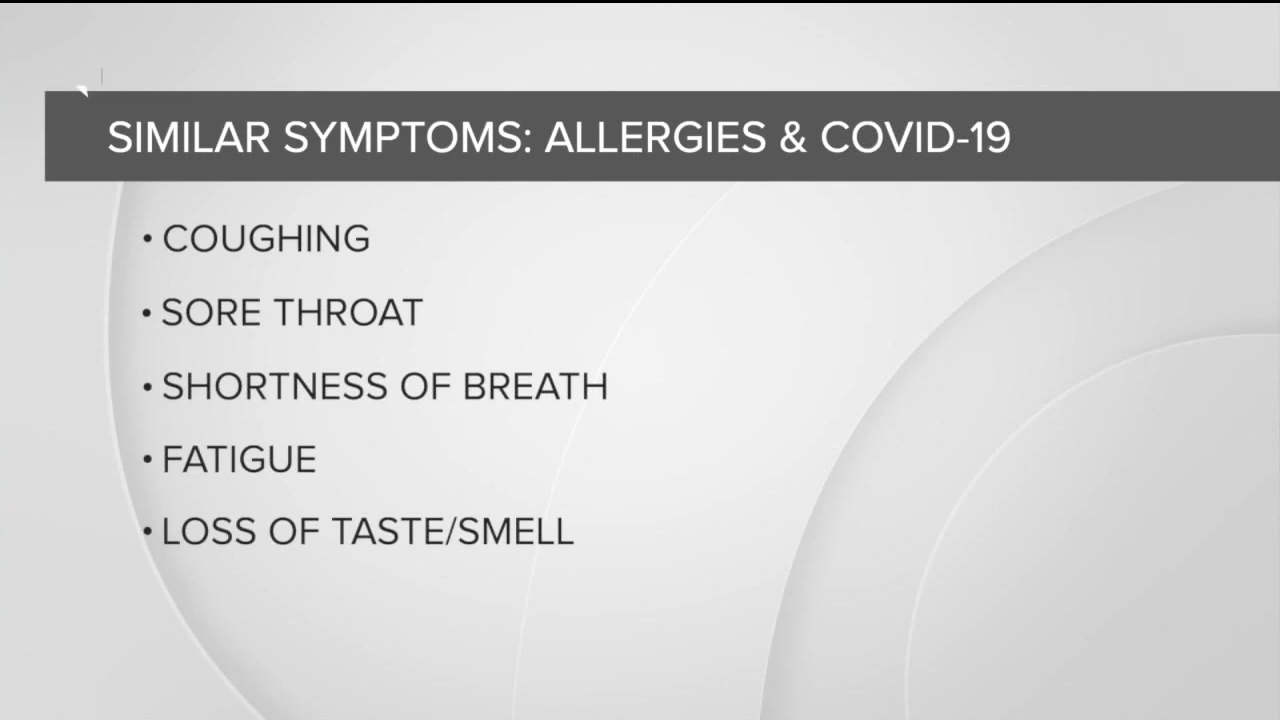 SIMILAR SYMPTOMS: ALLERGIES & COVID-19
• COUGHING
• SORE THROAT
• SHORTNESS OF BREATH
• FATIGUE
• LOSS OF TASTE/SMELL